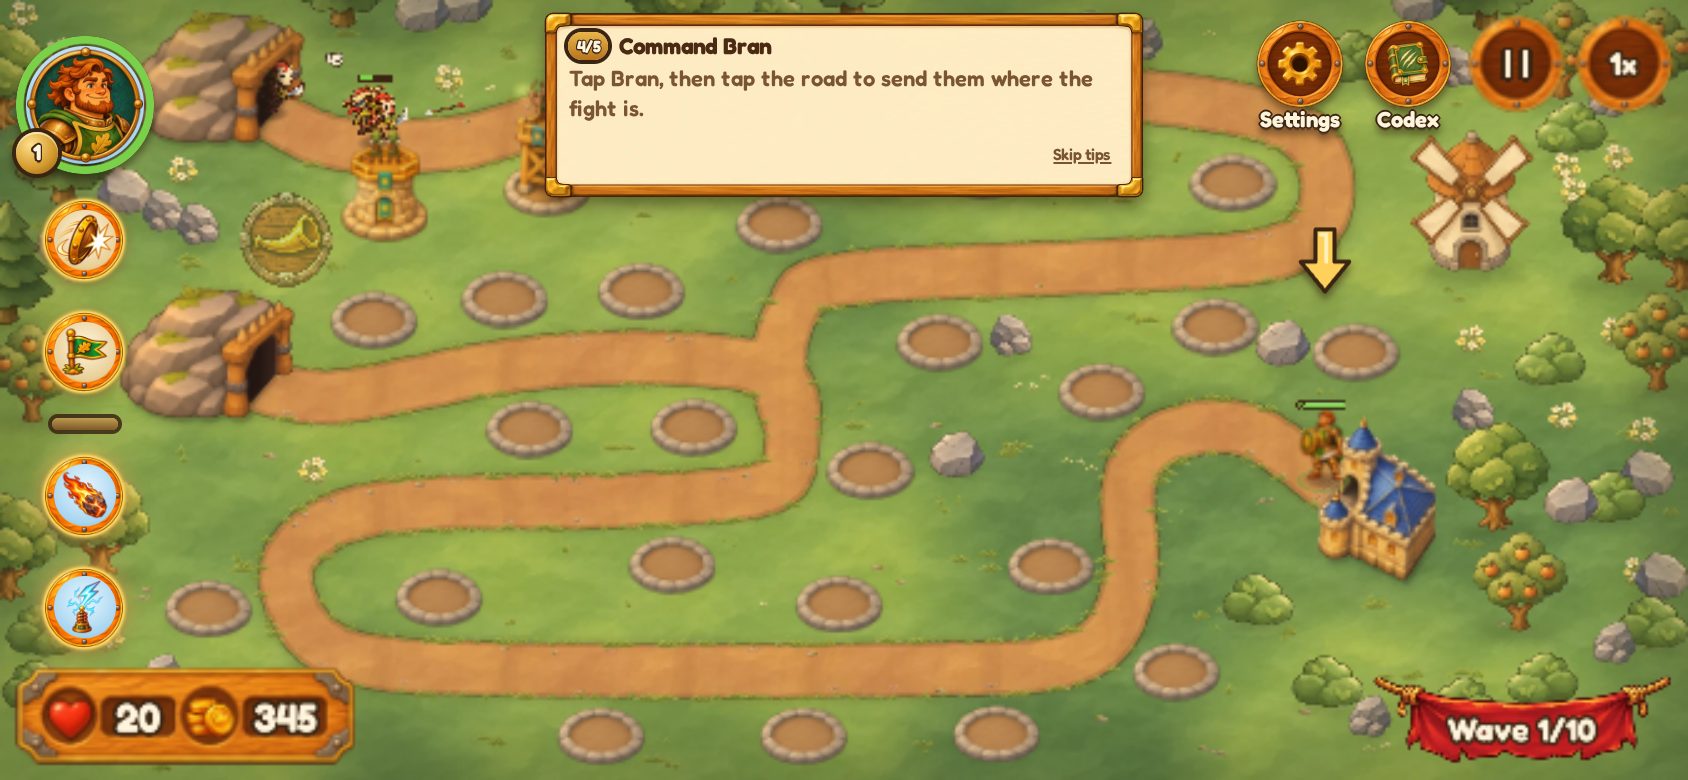 4/5 Command Bran
Tap Bran, then tap the road to send them where the
fight is.
Skip tips
Settings
Codex
1x
1
20
345
Wave 1/10